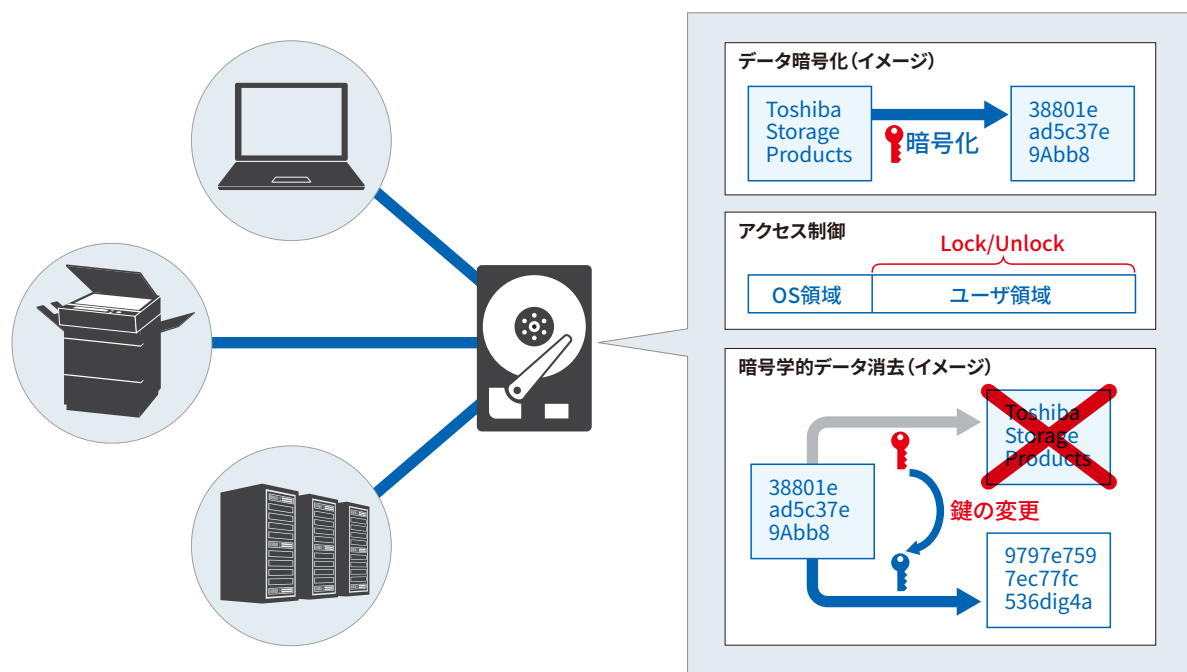 データ暗号化(イメージ)
Toshiba
Storage
Products
暗号化
38801e
ad5c37e
9Abb8
アクセス制御
Lock/Unlock
OS領域
ユーザ領域
暗号学的データ消去(イメージ)
Toshiba
Storage
Products
38801e
ad5c37e
9Abb8
鍵の変更
9797e759
7ec77fc
536dig4a